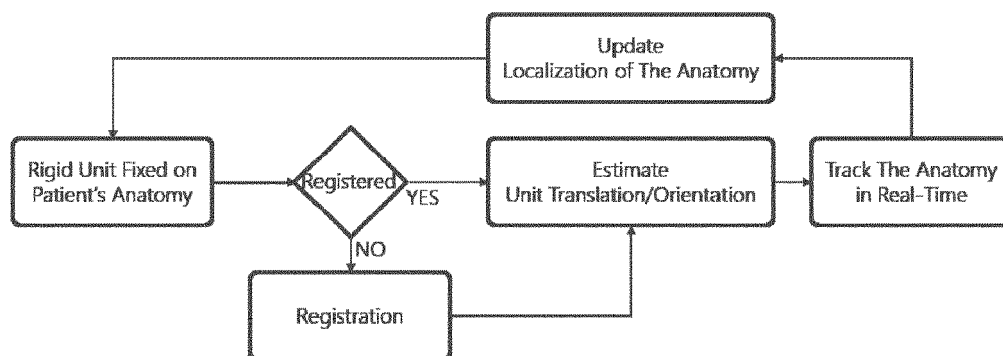 Update
Localization of The Anatomy
Rigid Unit Fixed on
Patient's Anatomy
Registered
YES
Estimate
Unit Translation/Orientation
Track The Anatomy
in Real-Time
NO
Registration